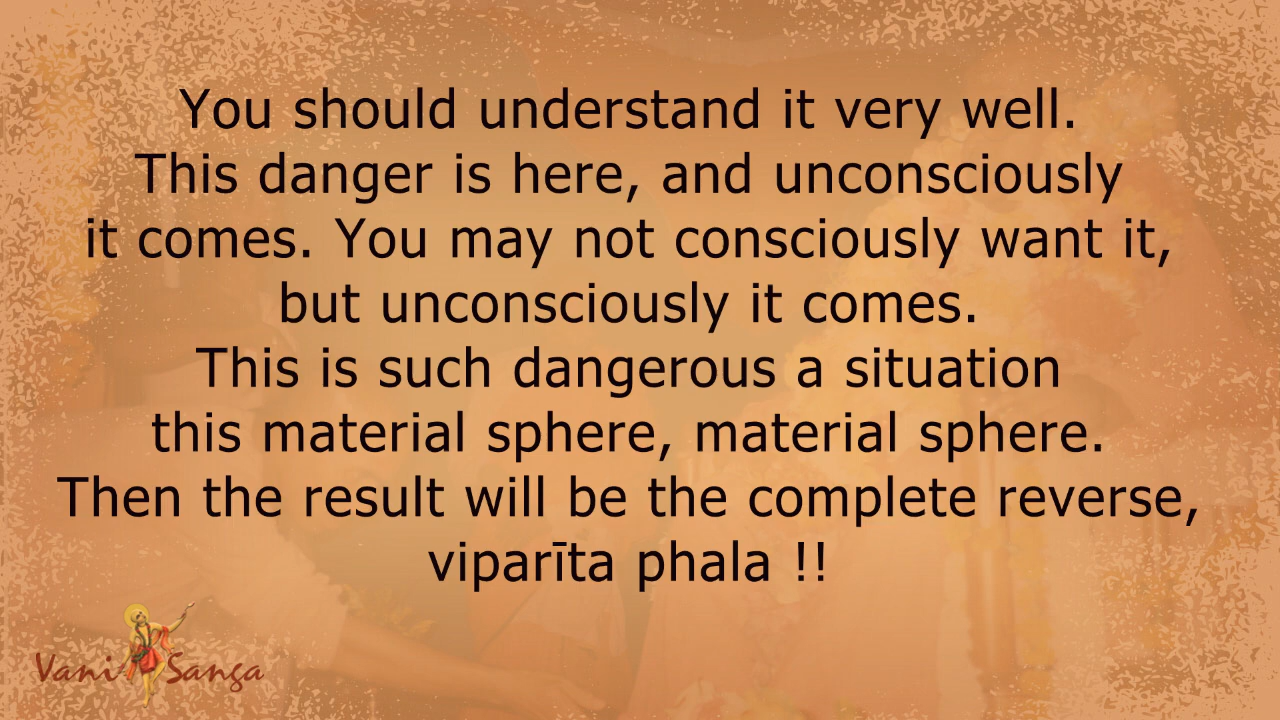 You should understand it very well.
This danger is here, and unconsciously
it comes. You may not consciously want it,
but unconsciously it comes.
This is such dangerous a situation
this material sphere, material sphere.
Then the result will be the complete reverse,
viparīta phala !!
Vani Sanga